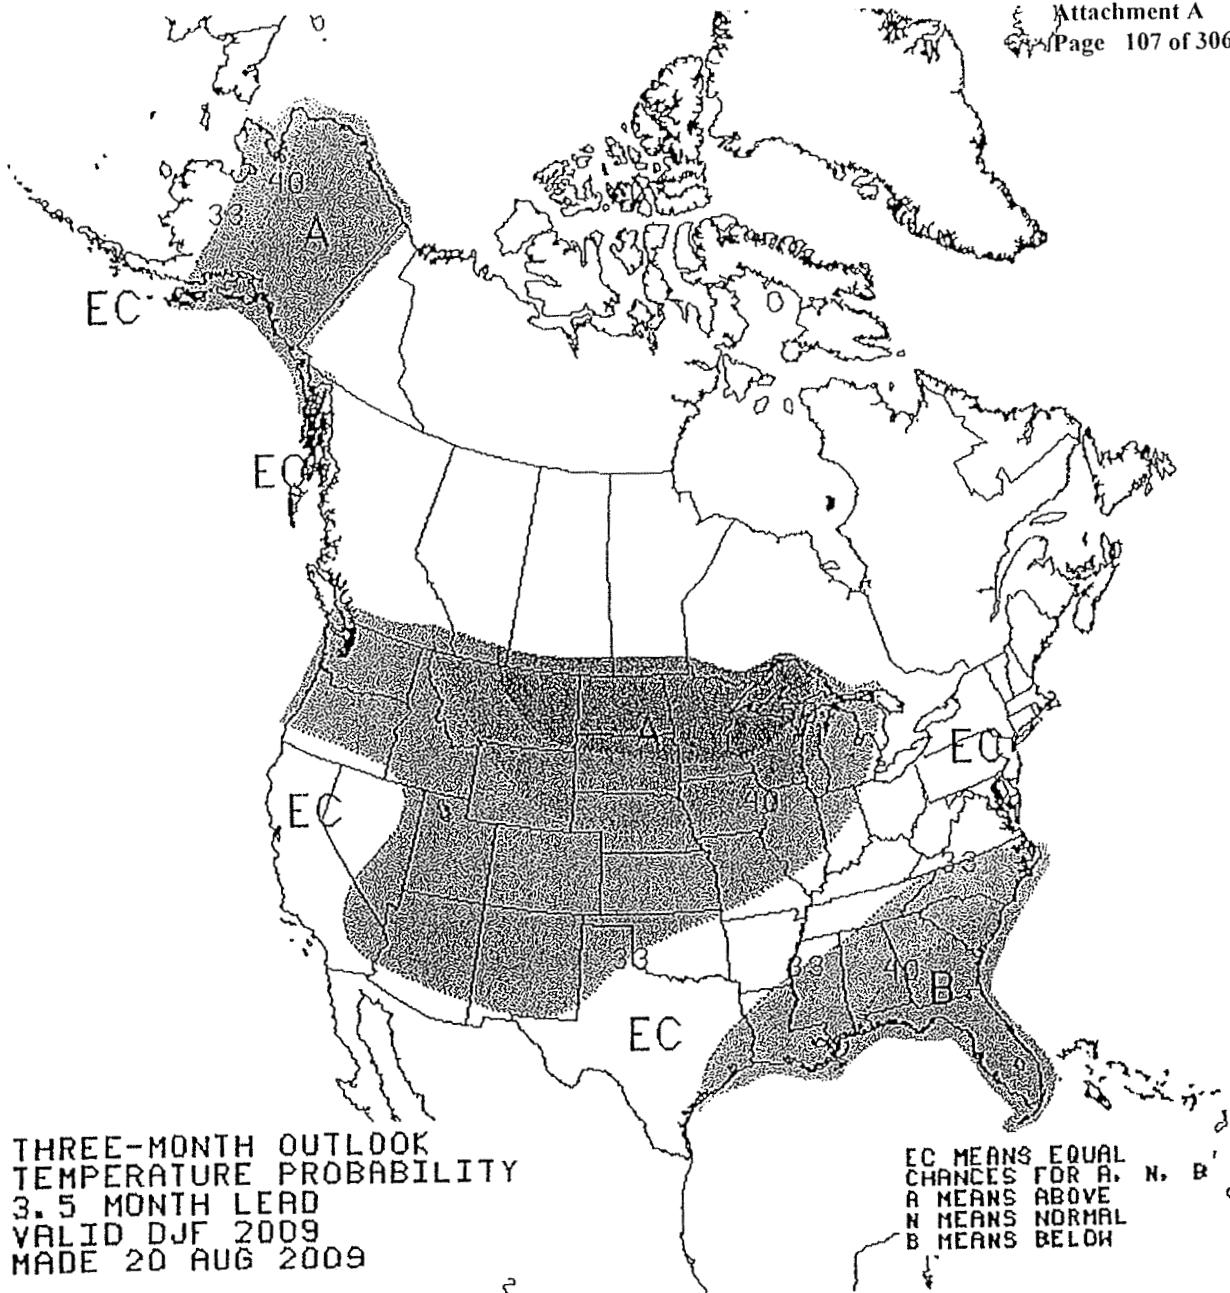 Attachment A
Page 107 of 306
40
33
A
EC
EC
A
50
EC
EC
40
33
33
33
40
B
EC
THREE-MONTH OUTLOOK
TEMPERATURE PROBABILITY
3.5 MONTH LEAD
VALID DJF 2009
MADE 20 AUG 2009
EC MEANS EQUAL
CHANCES FOR A, N, B
A MEANS ABOVE
N MEANS NORMAL
B MEANS BELOW